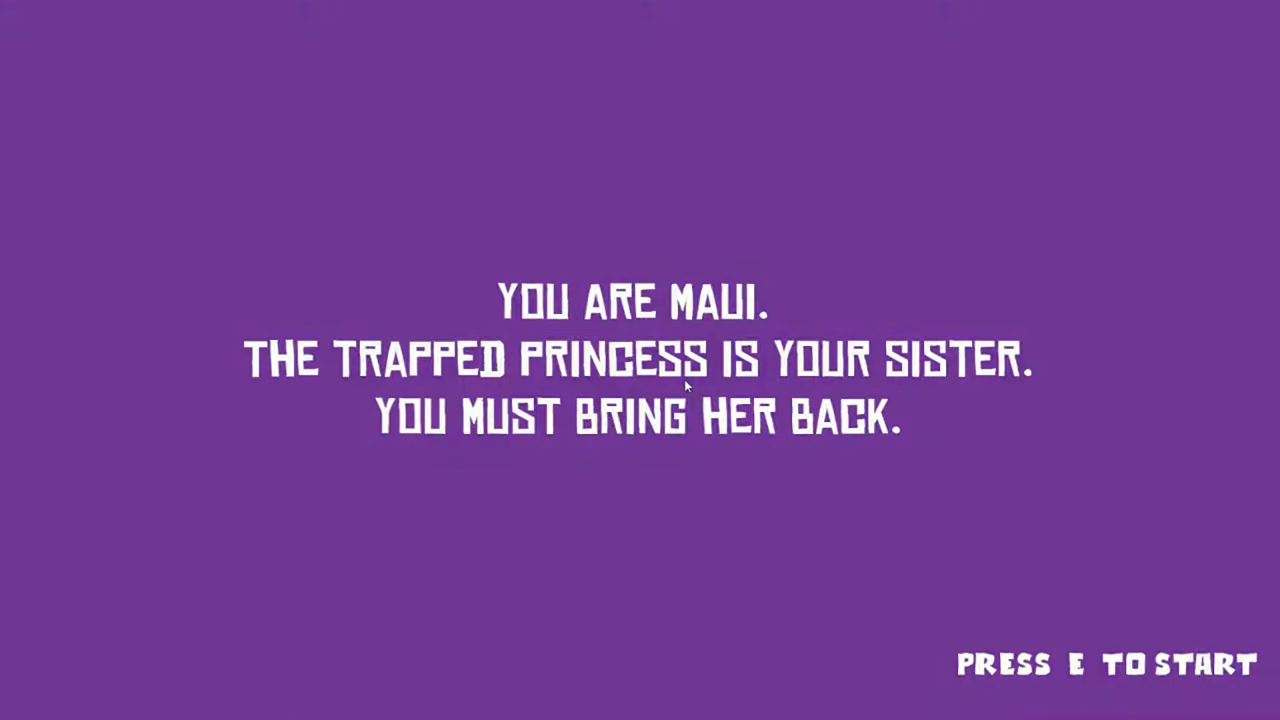 YOU ARE MAUI.
THE TRAPPED PRINCESS IS YOUR SISTER.
YOU MUST BRING HER BACK.
PRESS E TO START